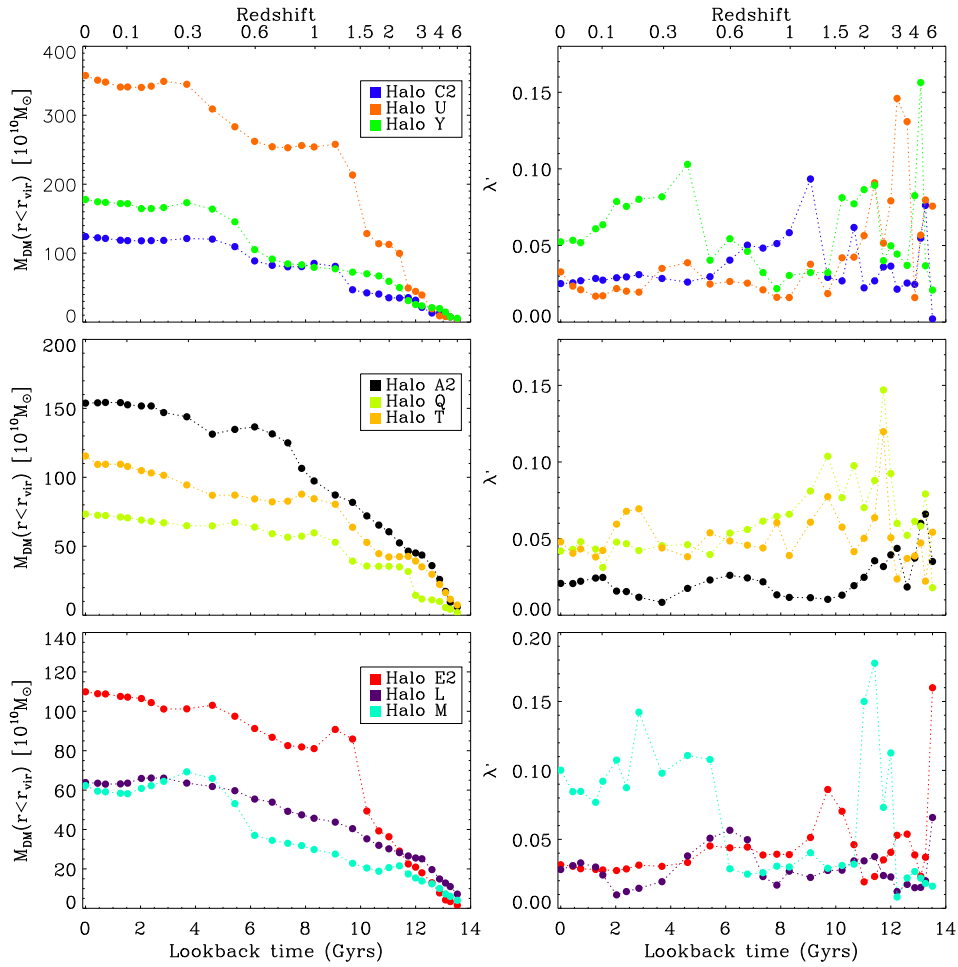 Redshift
0 0.1 0.3 0.6 1 1.5 2 3 4 6
400
300
200
100
0
M_DM(r<r_vir) [10^10 M_⊙]
Halo C2
Halo U
Halo Y
Redshift
0 0.1 0.3 0.6 1 1.5 2 3 4 6
0.15
0.10
0.05
0.00
λ'
200
150
100
50
0
M_DM(r<r_vir) [10^10 M_⊙]
Halo A2
Halo Q
Halo T
0.15
0.10
0.05
0.00
λ'
140
120
100
80
60
40
20
0
M_DM(r<r_vir) [10^10 M_⊙]
Halo E2
Halo L
Halo M
0 2 4 6 8 10 12 14
Lookback time (Gyrs)
0.20
0.15
0.10
0.05
0.00
λ'
0 2 4 6 8 10 12 14
Lookback time (Gyrs)